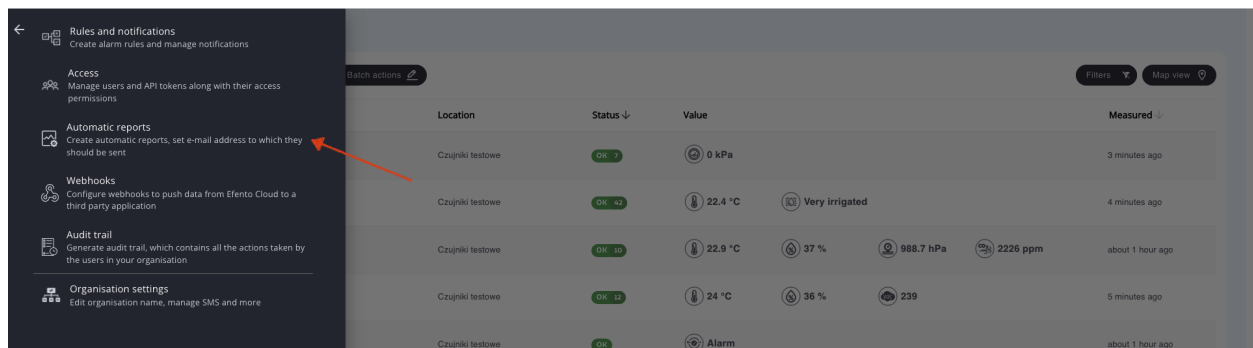 Rules and notifications
Create alarm rules and manage notifications
Access
Manage users and API tokens along with their access
permissions
Automatic reports
Create automatic reports, set e-mail address to which they
should be sent
Webhooks
Configure webhooks to push data from Efento Cloud to a
third party application
Audit trail
Generate audit trail, which contains all the actions taken by
the users in your organisation
Organisation settings
Edit organisation name, manage SMS and more
Batch actions
Filters
Map view
Location Status Value Measured
Czujniki testowe OK 7 0 kPa 3 minutes ago
Czujniki testowe OK 42 22.4 °C Very irrigated 4 minutes ago
Czujniki testowe OK 10 22.9 °C 37 % 988.7 hPa CO₂ 2226 ppm about 1 hour ago
Czujniki testowe OK 12 24 °C 36 % 239 5 minutes ago
Czujniki testowe OK Alarm about 1 hour ago